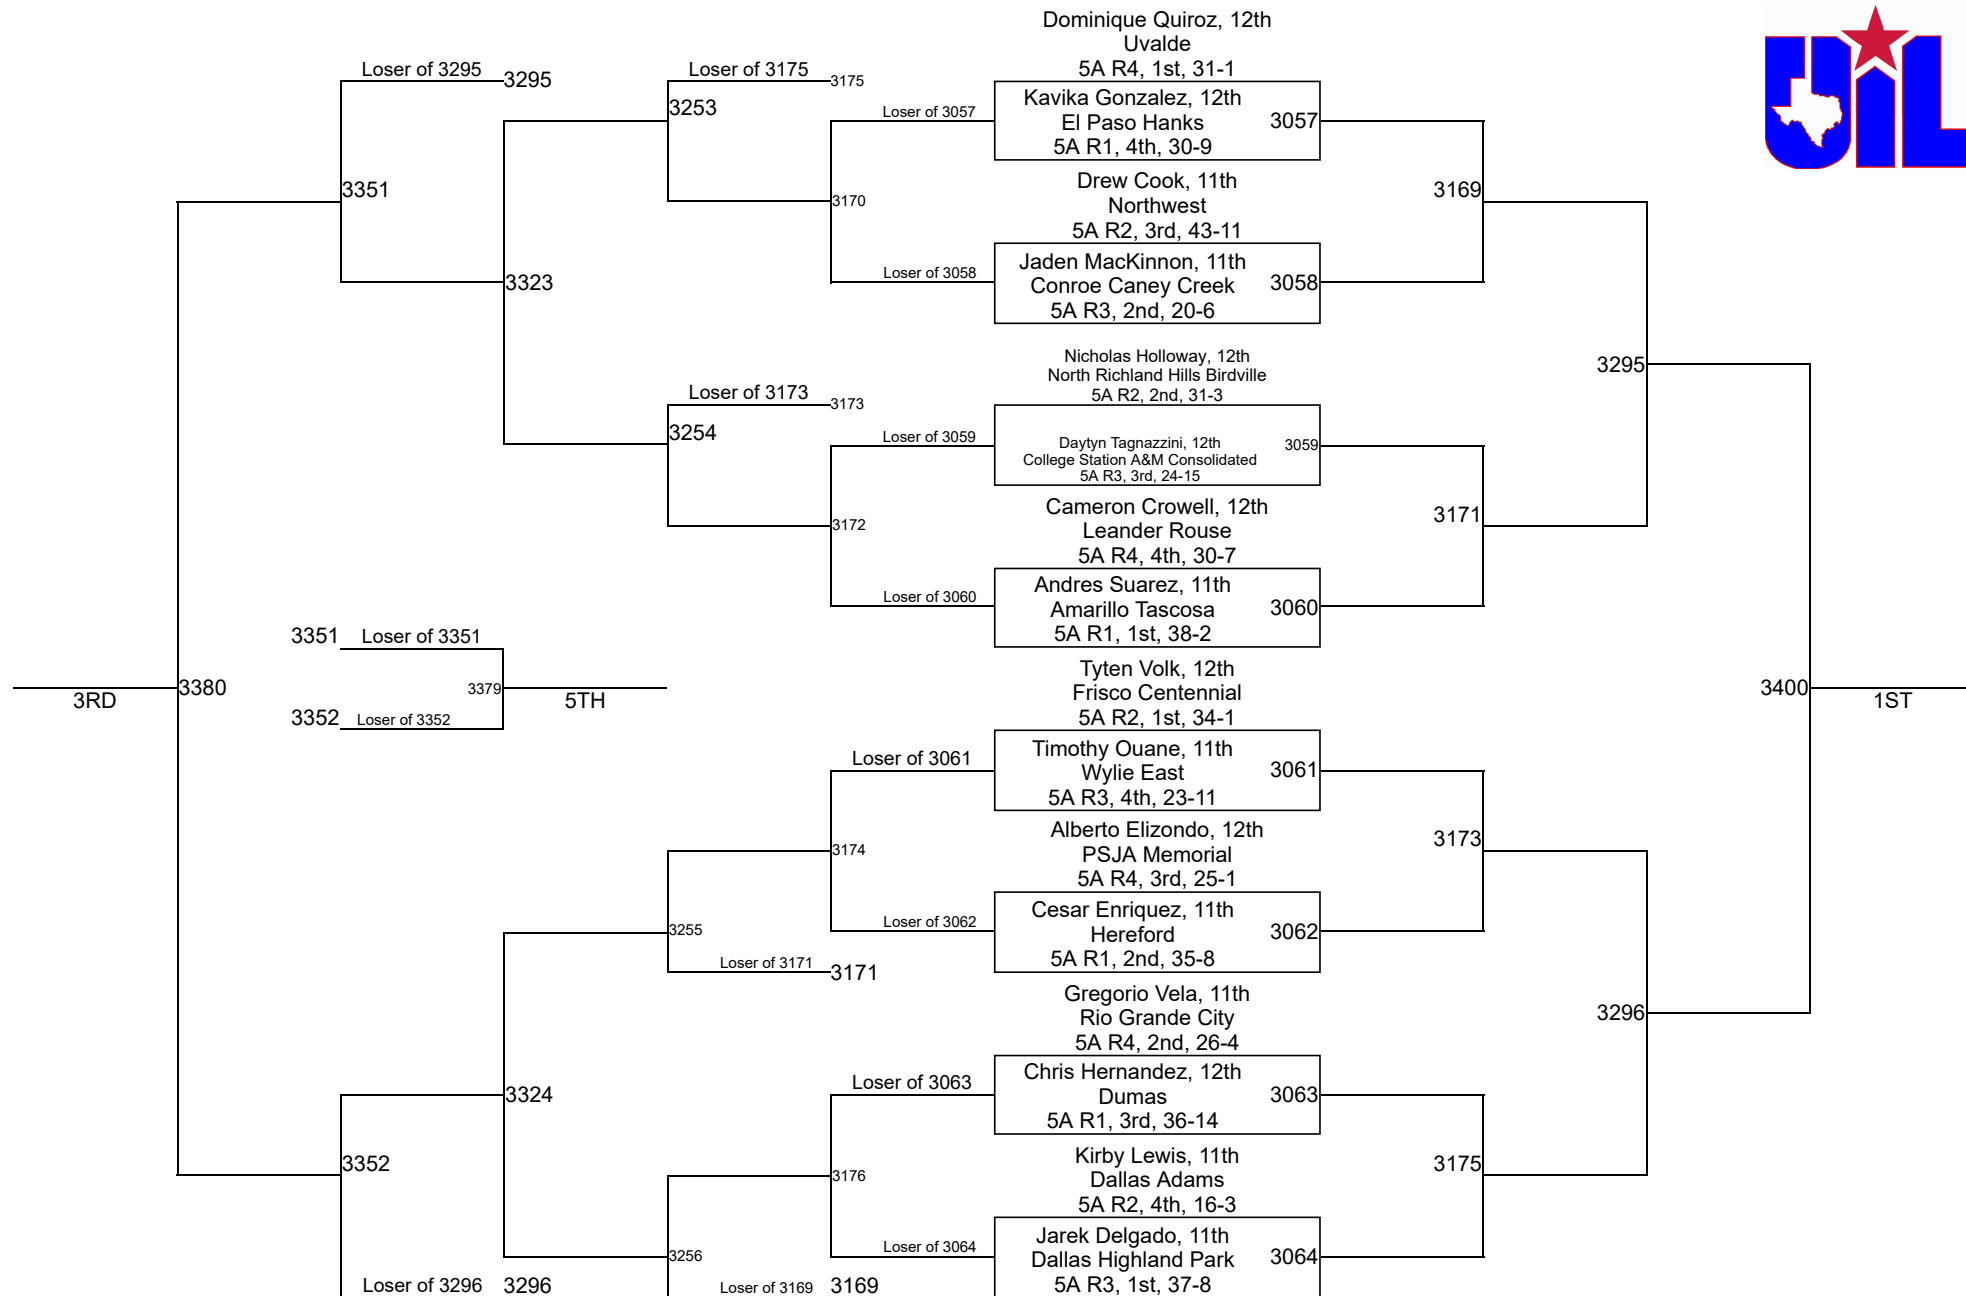 Dominique Quiroz, 12th
Uvalde
5A R4, 1st, 31-1
Loser of 3295 3295
Loser of 3175 3175
3253
Loser of 3057
Kavika Gonzalez, 12th
El Paso Hanks
5A R1, 4th, 30-9
3057
UIL
3351
3170
Drew Cook, 11th
Northwest
5A R2, 3rd, 43-11
3169
3323
Loser of 3058
Jaden MacKinnon, 11th
Conroe Caney Creek
5A R3, 2nd, 20-6
3058
Nicholas Holloway, 12th
North Richland Hills Birdville
5A R2, 2nd, 31-3
3295
Loser of 3173 3173
3254
Loser of 3059
Daytyn Tagnazzini, 12th
College Station A&M Consolidated
5A R3, 3rd, 24-15
3059
3172
Cameron Crowell, 12th
Leander Rouse
5A R4, 4th, 30-7
3171
Loser of 3060
Andres Suarez, 11th
Amarillo Tascosa
5A R1, 1st, 38-2
3060
3351 Loser of 3351
3RD
3380
3379
5TH
3352 Loser of 3352
Tyten Volk, 12th
Frisco Centennial
5A R2, 1st, 34-1
3400
1ST
Loser of 3061
Timothy Ouane, 11th
Wylie East
5A R3, 4th, 23-11
3061
3174
Alberto Elizondo, 12th
PSJA Memorial
5A R4, 3rd, 25-1
3173
3255
Loser of 3062
Cesar Enriquez, 11th
Hereford
5A R1, 2nd, 35-8
3062
Loser of 3171 3171
Gregorio Vela, 11th
Rio Grande City
5A R4, 2nd, 26-4
3296
3324
Loser of 3063
Chris Hernandez, 12th
Dumas
5A R1, 3rd, 36-14
3063
3352
3176
Kirby Lewis, 11th
Dallas Adams
5A R2, 4th, 16-3
3175
3256
Loser of 3064
Jarek Delgado, 11th
Dallas Highland Park
5A R3, 1st, 37-8
3064
Loser of 3296 3296
Loser of 3169 3169